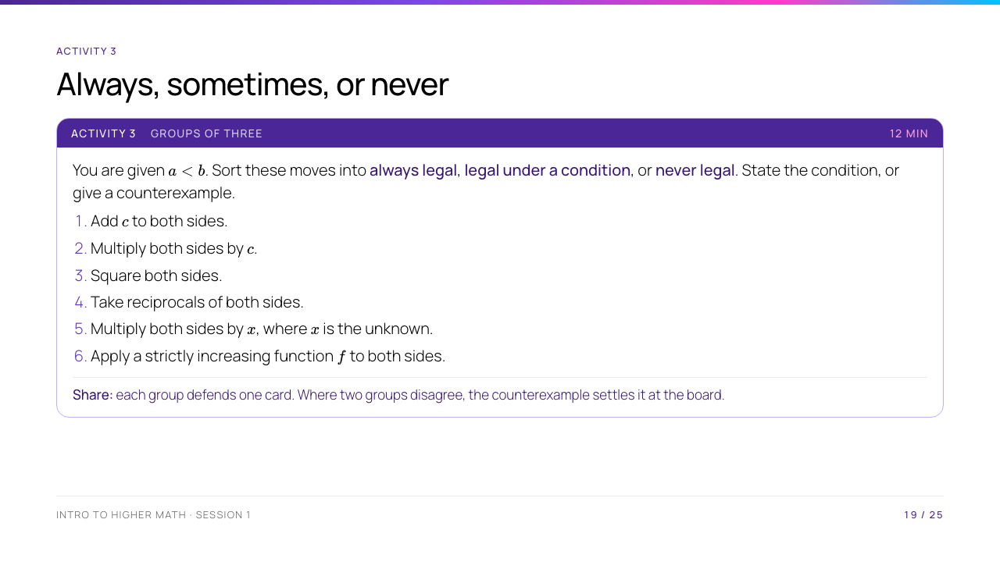 ACTIVITY 3
Always, sometimes, or never
ACTIVITY 3 GROUPS OF THREE 12 MIN
You are given a < b. Sort these moves into always legal, legal under a condition, or never legal. State the condition, or
give a counterexample.
1. Add c to both sides.
2. Multiply both sides by c.
3. Square both sides.
4. Take reciprocals of both sides.
5. Multiply both sides by x, where x is the unknown.
6. Apply a strictly increasing function f to both sides.
Share: each group defends one card. Where two groups disagree, the counterexample settles it at the board.
INTRO TO HIGHER MATH · SESSION 1
19 / 25